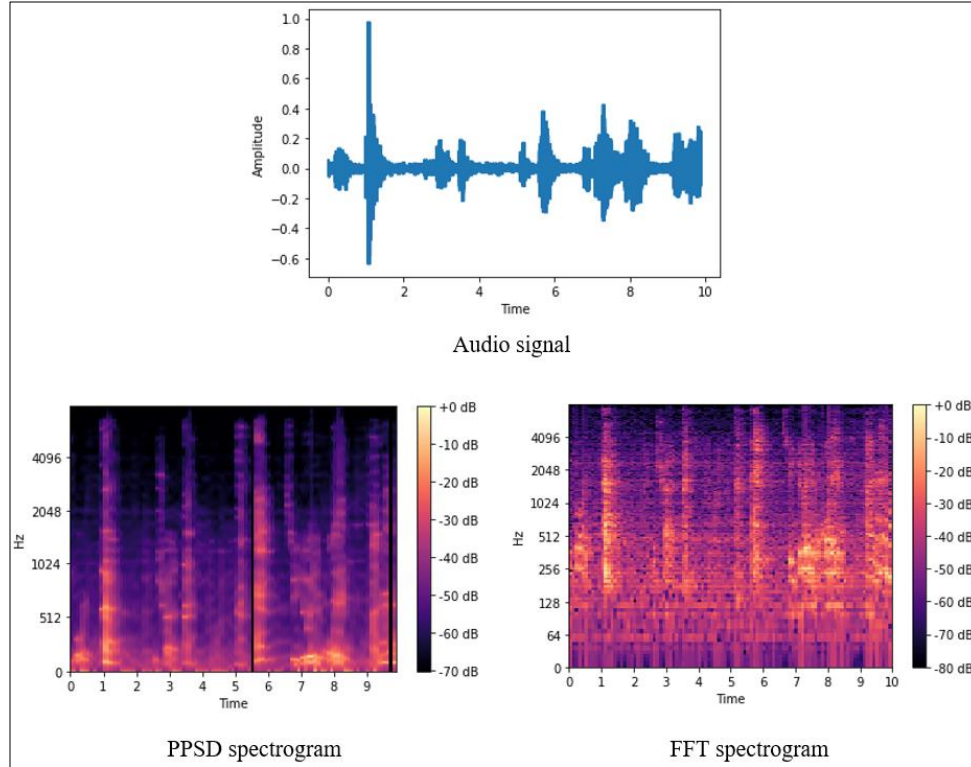 1.0
0.8
0.6
0.4
0.2
0.0
−0.2
−0.4
−0.6
Amplitude
0 2 4 6 8 10
Time
Audio signal
4096
2048
1024
512
0
Hz
0 1 2 3 4 5 6 7 8 9
Time
+0 dB
-10 dB
-20 dB
-30 dB
-40 dB
-50 dB
-60 dB
-70 dB
PPSD spectrogram
4096
2048
1024
512
256
128
64
0
Hz
0 1 2 3 4 5 6 7 8 9 10
Time
+0 dB
-10 dB
-20 dB
-30 dB
-40 dB
-50 dB
-60 dB
-70 dB
-80 dB
FFT spectrogram